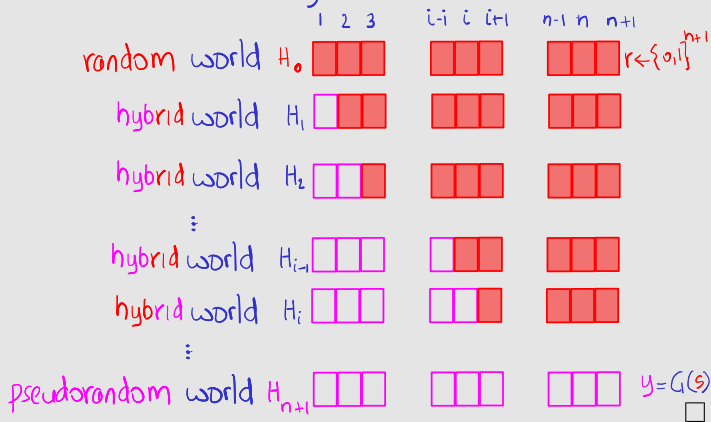 1 2 3 i-i i i+1 n-1 n n+1
random world H₀ r←{0,1}ⁿ⁺¹
hybrid world H₁
hybrid world H₂
⋮
hybrid world Hᵢ₋₁
hybrid world Hᵢ
⋮
pseudorandom world Hₙ₊₁ y=G(s)